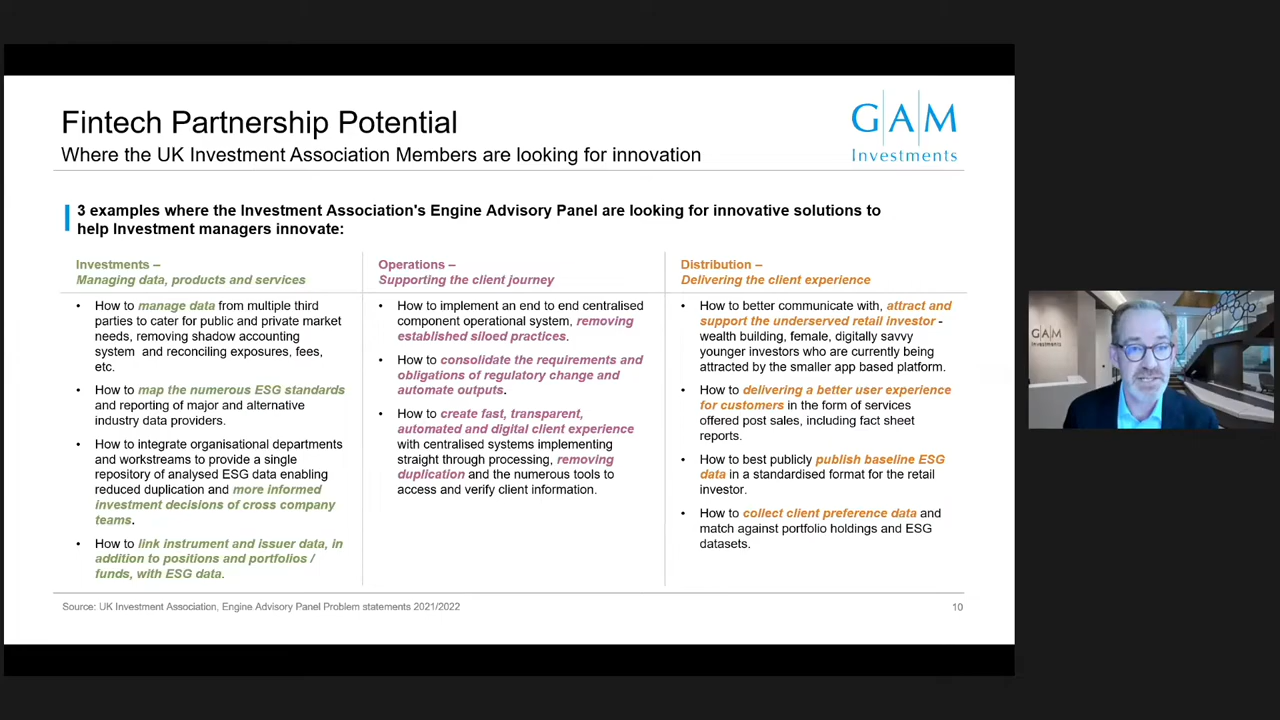 Fintech Partnership Potential
Where the UK Investment Association Members are looking for innovation
GAM
Investments
3 examples where the Investment Association's Engine Advisory Panel are looking for innovative solutions to
help Investment managers innovate:
Investments –
Managing data, products and services
• How to manage data from multiple third
parties to cater for public and private market
needs, removing shadow accounting
system and reconciling exposures, fees,
etc.
• How to map the numerous ESG standards
and reporting of major and alternative
industry data providers.
• How to integrate organisational departments
and workstreams to provide a single
repository of analysed ESG data enabling
reduced duplication and more informed
investment decisions of cross company
teams.
• How to link instrument and issuer data, in
addition to positions and portfolios /
funds, with ESG data.
Operations –
Supporting the client journey
• How to implement an end to end centralised
component operational system, removing
established siloed practices.
• How to consolidate the requirements and
obligations of regulatory change and
automate outputs.
• How to create fast, transparent,
automated and digital client experience
with centralised systems implementing
straight through processing, removing
duplication and the numerous tools to
access and verify client information.
Distribution –
Delivering the client experience
• How to better communicate with, attract and
support the underserved retail investor -
wealth building, female, digitally savvy
younger investors who are currently being
attracted by the smaller app based platform.
• How to delivering a better user experience
for customers in the form of services
offered post sales, including fact sheet
reports.
• How to best publicly publish baseline ESG
data in a standardised format for the retail
investor.
• How to collect client preference data and
match against portfolio holdings and ESG
datasets.
Source: UK Investment Association, Engine Advisory Panel Problem statements 2021/2022
10
GAM
Investments